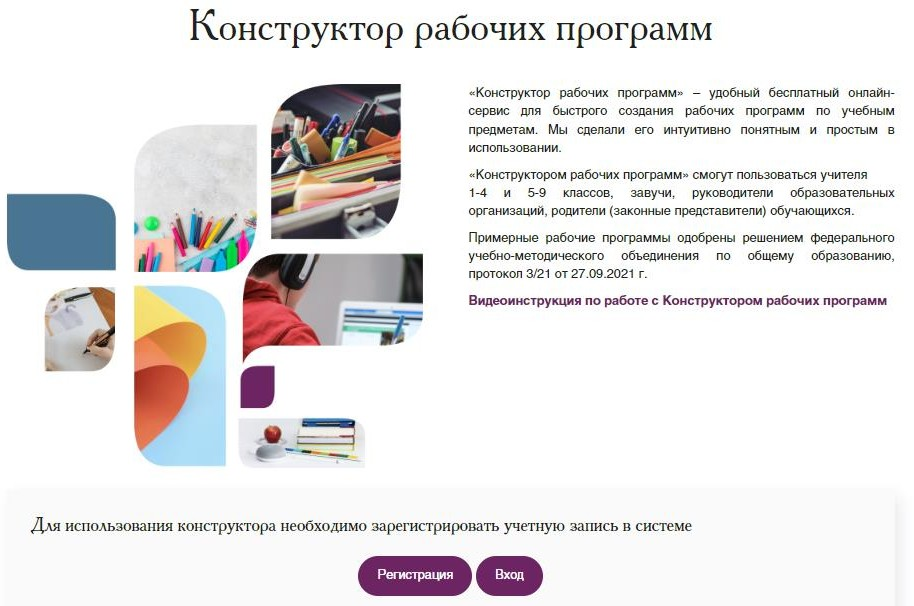 Конструктор рабочих программ
«Конструктор рабочих программ» – удобный бесплатный онлайн-
сервис для быстрого создания рабочих программ по учебным
предметам. Мы сделали его интуитивно понятным и простым в
использовании.
«Конструктором рабочих программ» смогут пользоваться учителя
1-4 и 5-9 классов, завучи, руководители образовательных
организаций, родители (законные представители) обучающихся.
Примерные рабочие программы одобрены решением федерального
учебно-методического объединения по общему образованию,
протокол 3/21 от 27.09.2021 г.
Видеоинструкция по работе с Конструктором рабочих программ
Для использования конструктора необходимо зарегистрировать учетную запись в системе
Регистрация Вход